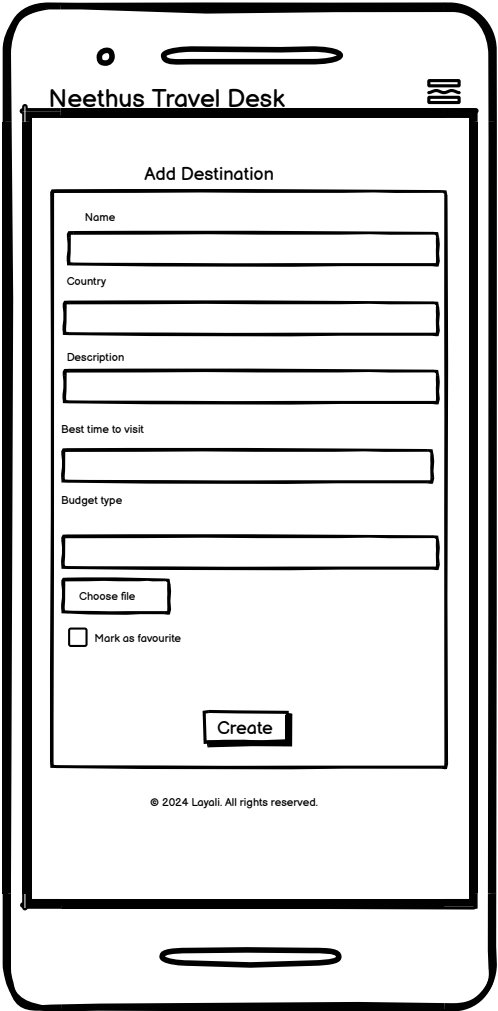 Neethus Travel Desk
Add Destination
Name
Country
Description
Best time to visit
Budget type
Choose file
Mark as favourite
Create
© 2024 Layali. All rights reserved.